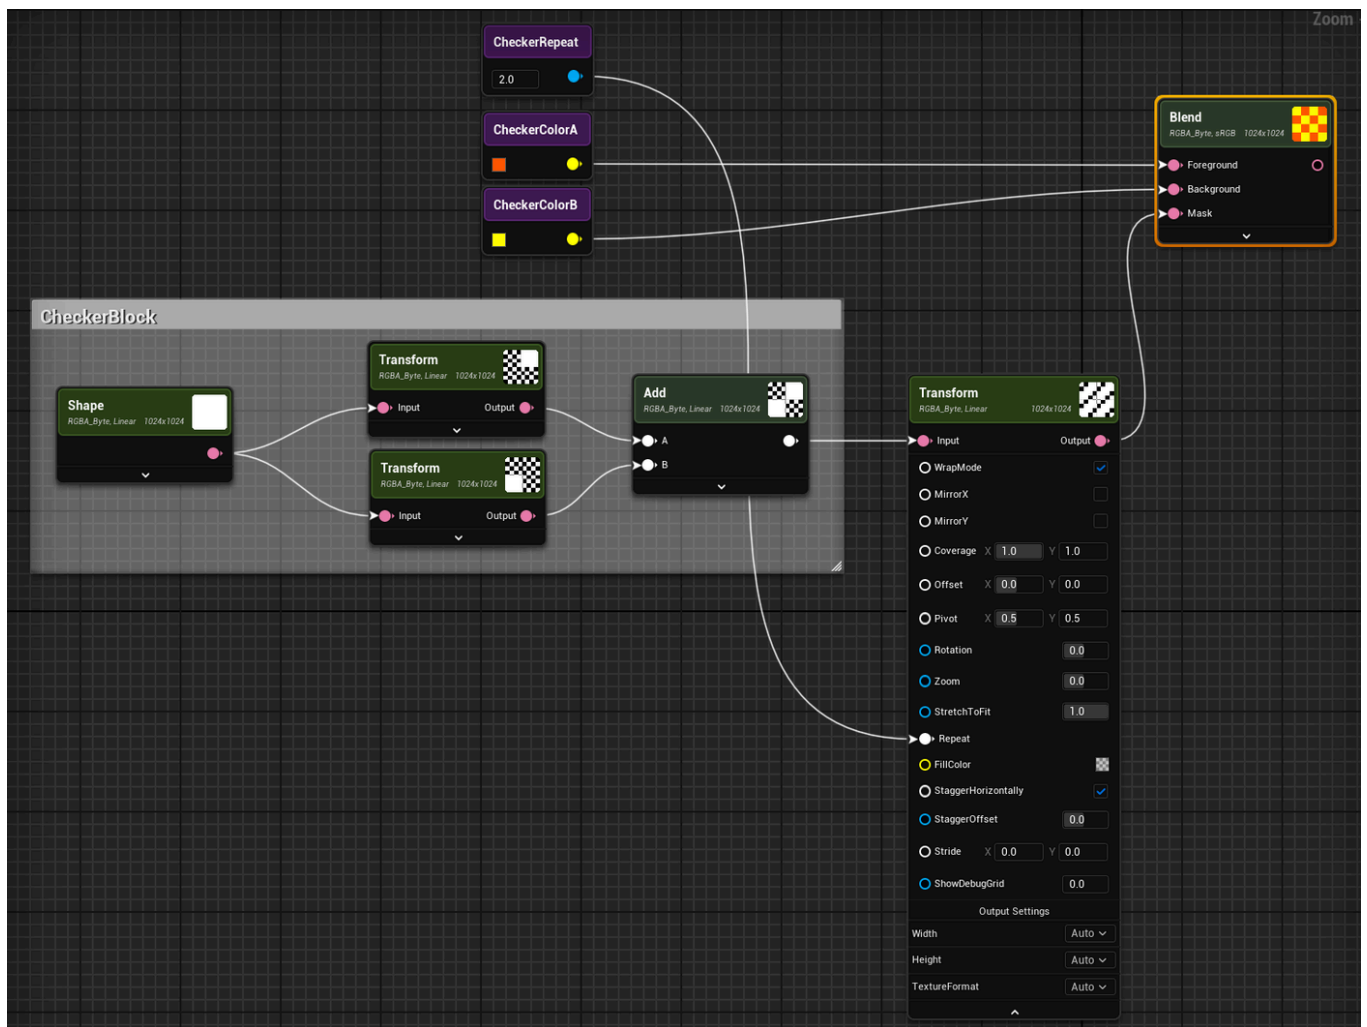 Zoom
CheckerRepeat
2.0
CheckerColorA
CheckerColorB
Blend
RGBA_Byte, sRGB 1024x1024
Foreground
Background
Mask
CheckerBlock
Shape
RGBA_Byte, Linear 1024x1024
Transform
RGBA_Byte, Linear 1024x1024
Input Output
Transform
RGBA_Byte, Linear 1024x1024
Input Output
Add
RGBA_Byte, Linear 1024x1024
A
B
Transform
RGBA_Byte, Linear 1024x1024
Input Output
WrapMode
MirrorX
MirrorY
Coverage X 1.0 Y 1.0
Offset X 0.0 Y 0.0
Pivot X 0.5 Y 0.5
Rotation 0.0
Zoom 0.0
StretchToFit 1.0
Repeat
FillColor
StaggerHorizontally
StaggerOffset 0.0
Stride X 0.0 Y 0.0
ShowDebugGrid 0.0
Output Settings
Width Auto
Height Auto
TextureFormat Auto